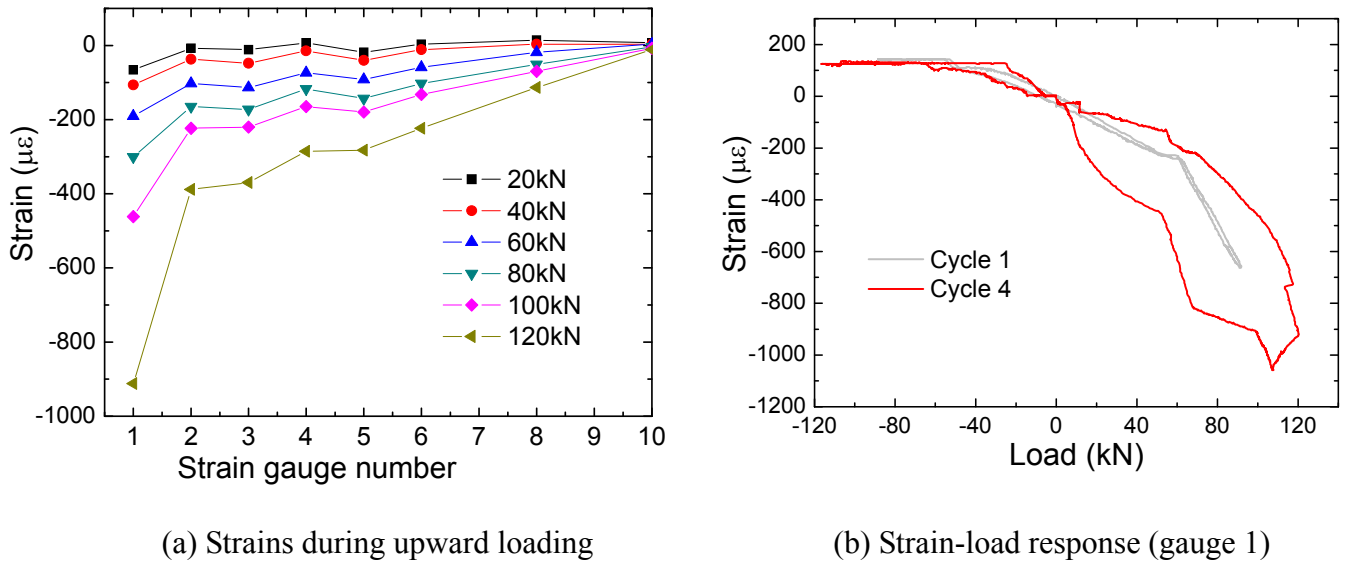 0
-200
-400
-600
-800
-1000
Strain (με)
20kN
40kN
60kN
80kN
100kN
120kN
1 2 3 4 5 6 7 8 9 10
Strain gauge number
(a) Strains during upward loading
200
0
-200
-400
-600
-800
-1000
-1200
Strain (με)
Cycle 1
Cycle 4
-120 -80 -40 0 40 80 120
Load (kN)
(b) Strain-load response (gauge 1)